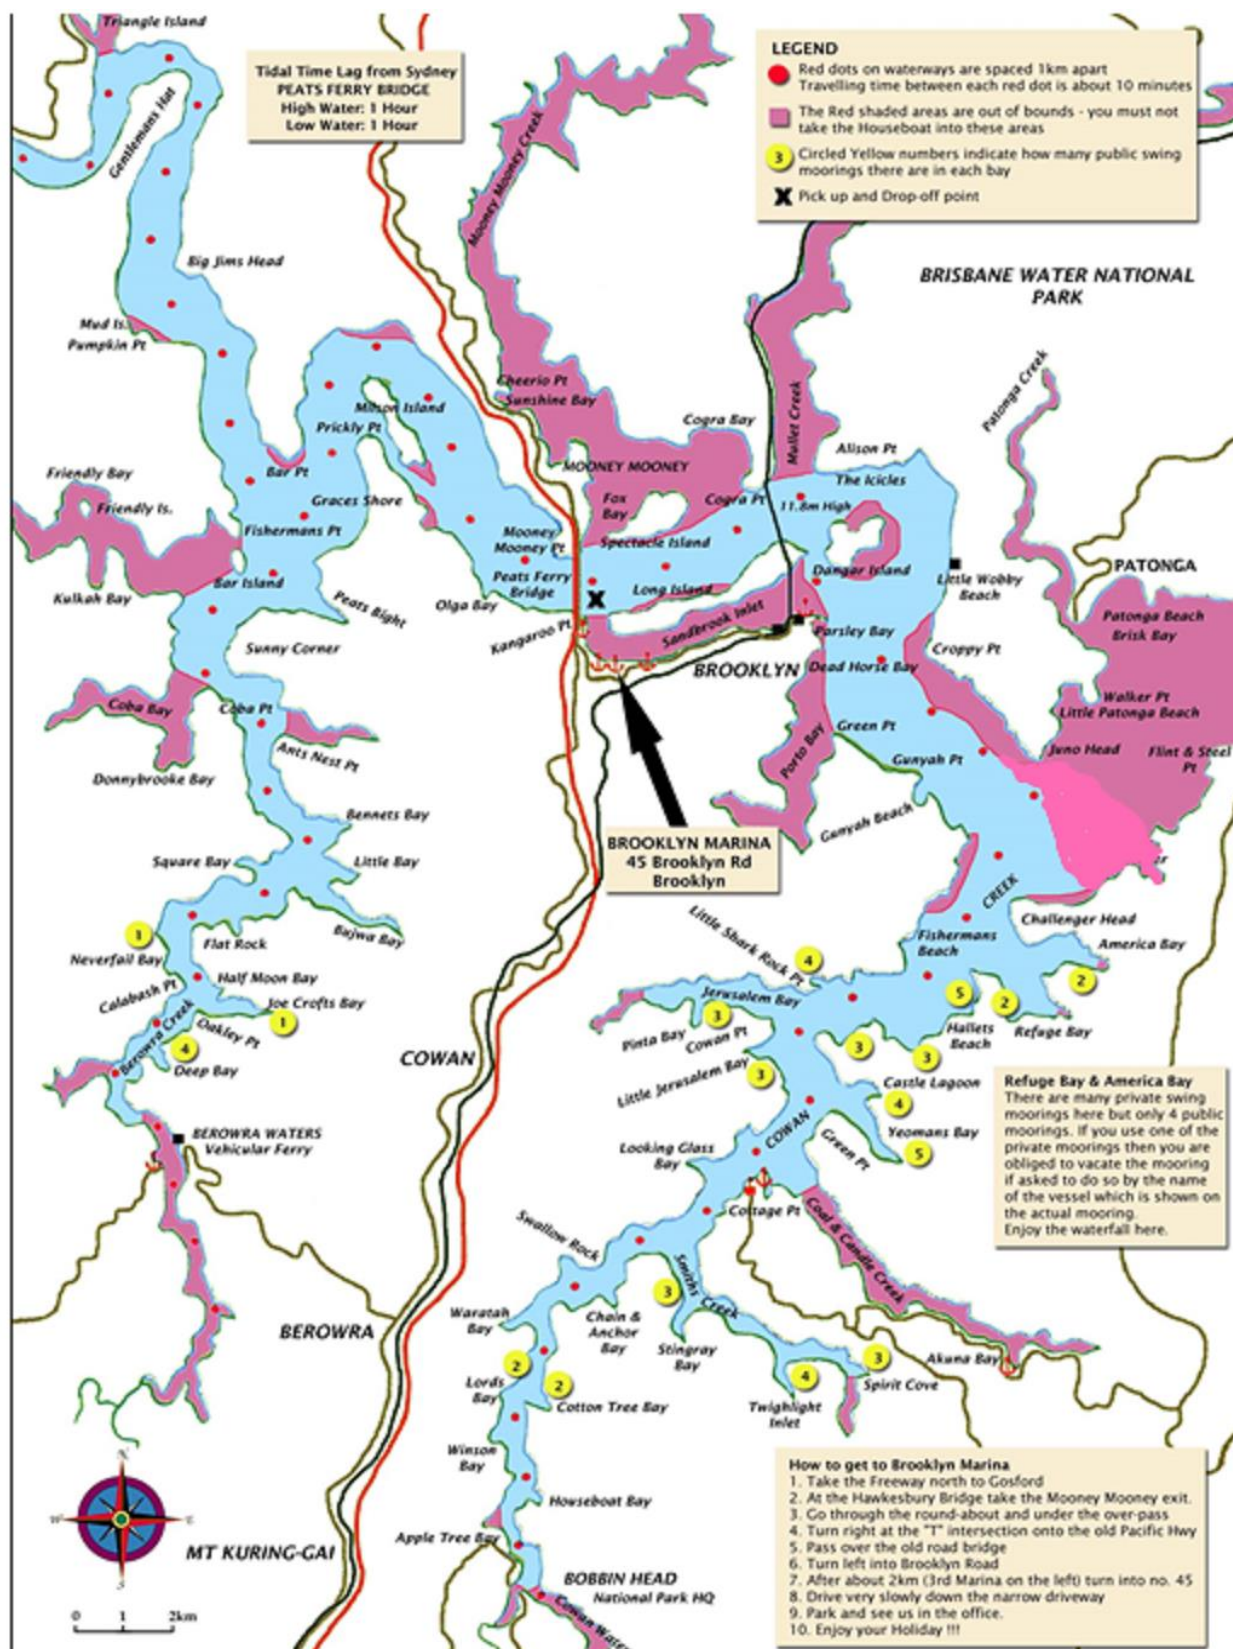 Triangle Island
Gentlemans Hat
Tidal Time Lag from Sydney
PEATS FERRY BRIDGE
High Water: 1 Hour
Low Water: 1 Hour
LEGEND
Red dots on waterways are spaced 1km apart
Travelling time between each red dot is about 10 minutes
The Red shaded areas are out of bounds - you must not
take the Houseboat into these areas
3
Circled Yellow numbers indicate how many public swing
moorings there are in each bay
X Pick up and Drop-off point
Mooney Mooney Creek
Big Jims Head
BRISBANE WATER NATIONAL
PARK
Mud Is.
Pumpkin Pt
Cheerio Pt
Sunshine Bay
Milson Island
Prickly Pt
Cogra Bay
Mullet Creek
Patonga Creek
Alison Pt
Friendly Bay
Bar Pt
MOONEY MOONEY
The Icicles
Friendly Is.
Graces Shore
Fox
Bay
Cogra Pt
11.8m High
Fishermans Pt
Mooney
Mooney Pt
Spectacle Island
Bar Island
Peats Ferry
Bridge
X
Long Island
Dangar Island
Little Wobby
Beach
PATONGA
Kulkah Bay
Peats Bight
Olga Bay
Kangaroo Pt
Sandbrook Inlet
Parsley Bay
Patonga Beach
Brisk Bay
Sunny Corner
BROOKLYN
Dead Horse Bay
Croppy Pt
Coba Bay
Coba Pt
Walker Pt
Little Patonga Beach
Ants Nest Pt
Porto Bay
Green Pt
Gunyah Pt
Juno Head
Flint & Steel
Pt
Donnybrooke Bay
Bennets Bay
Gunyah Beach
Square Bay
Little Bay
BROOKLYN MARINA
45 Brooklyn Rd
Brooklyn
CREEK
Bujwa Bay
Little Shark Rock Pt
Challenger Head
1
Flat Rock
Fishermans
Beach
America Bay
Neverfail Bay
4
2
Calabash Pt
Half Moon Bay
Jerusalem Bay
5
2
Joe Crofts Bay
1
3
Hallets
Beach
Refuge Bay
Berowra Creek
Oakley Pt
Pinta Bay
Cowan Pt
3
3
4
Deep Bay
COWAN
Little Jerusalem Bay
3
Castle Lagoon
4
Refuge Bay & America Bay
There are many private swing
moorings here but only 4 public
moorings. If you use one of the
private moorings then you are
obliged to vacate the mooring
if asked to do so by the name
of the vessel which is shown on
the actual mooring.
Enjoy the waterfall here.
BEROWRA WATERS
Vehicular Ferry
COWAN
Green Pt
Yeomans Bay
5
Looking Glass
Bay
Cottage Pt
Coal & Candle Creek
Swallow Rock
Smiths Creek
3
Waratah
Bay
Chain &
Anchor
Bay
BEROWRA
Stingray
Bay
2
3
Akuna Bay
Lords
Bay
2
4
Spirit Cove
Cotton Tree Bay
Twighlight
Inlet
Winson
Bay
Houseboat Bay
N
W
E
S
Apple Tree Bay
MT KURING-GAI
BOBBIN HEAD
National Park HQ
Cowan Water
0 1 2km
How to get to Brooklyn Marina
1. Take the Freeway north to Gosford
2. At the Hawkesbury Bridge take the Mooney Mooney exit.
3. Go through the round-about and under the over-pass
4. Turn right at the "T" intersection onto the old Pacific Hwy
5. Pass over the old road bridge
6. Turn left into Brooklyn Road
7. After about 2km (3rd Marina on the left) turn into no. 45
8. Drive very slowly down the narrow driveway
9. Park and see us in the office.
10. Enjoy your Holiday !!!